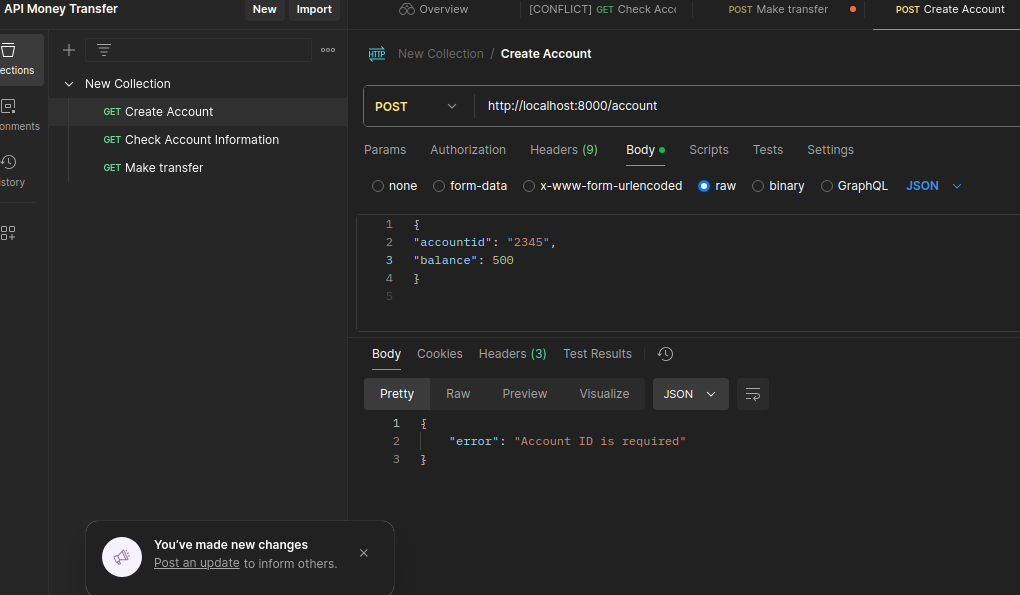 API Money Transfer
New
Import
Overview
[CONFLICT] GET Check Acc
POST Make transfer
POST Create Account
ections
onments
story
New Collection
GET Create Account
GET Check Account Information
GET Make transfer
HTTP New Collection / Create Account
POST
http://localhost:8000/account
Params
Authorization
Headers (9)
Body
Scripts
Tests
Settings
none
form-data
x-www-form-urlencoded
raw
binary
GraphQL
JSON
1 {
2 "accountid": "2345",
3 "balance": 500
4 }
5
Body
Cookies
Headers (3)
Test Results
Pretty
Raw
Preview
Visualize
JSON
1 {
2 "error": "Account ID is required"
3 }
You've made new changes
Post an update to inform others.